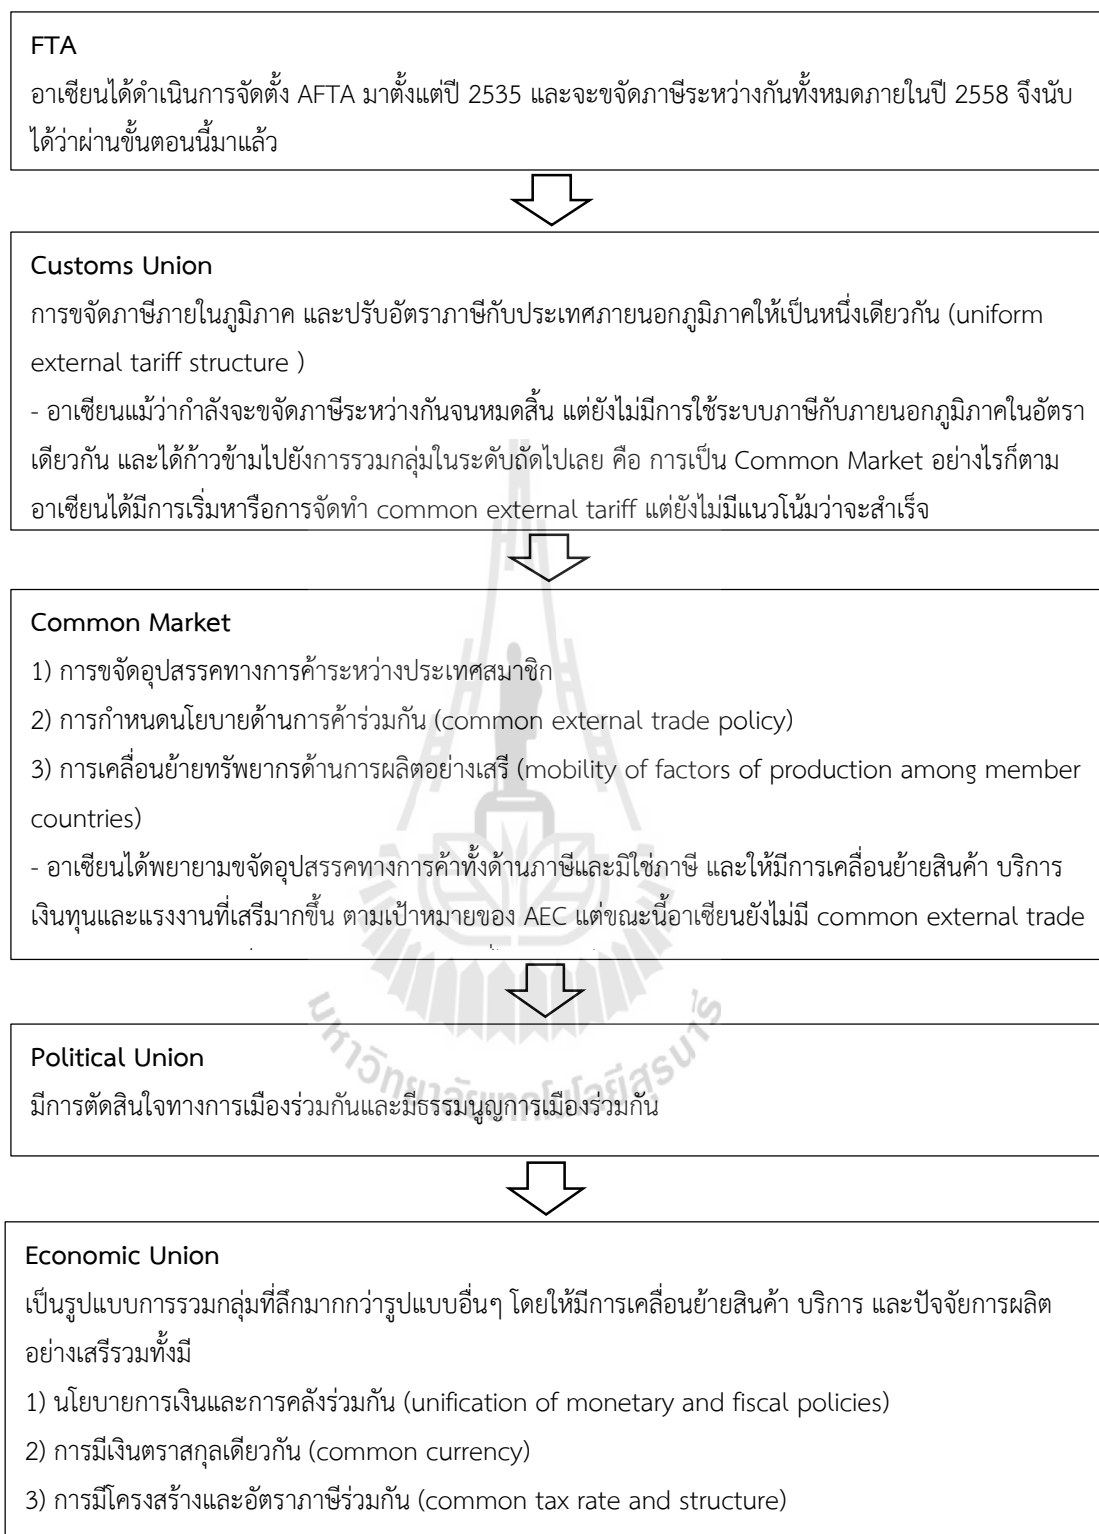 FTA
อาเซียนได้ดำเนินการจัดตั้ง AFTA มาตั้งแต่ปี 2535 และจะขจัดภาษีระหว่างกันทั้งหมดภายในปี 2558 จึงนับ
ได้ว่าผ่านขั้นตอนนี้มาแล้ว
Customs Union
การขจัดภาษีภายในภูมิภาค และปรับอัตราภาษีกับประเทศภายนอกภูมิภาคให้เป็นหนึ่งเดียวกัน (uniform
external tariff structure )
- อาเซียนแม้ว่ากำลังจะขจัดภาษีระหว่างกันจนหมดสิ้น แต่ยังไม่มีการใช้ระบบภาษีกับภายนอกภูมิภาคในอัตรา
เดียวกัน และได้ก้าวข้ามไปยังการรวมกลุ่มในระดับถัดไปเลย คือ การเป็น Common Market อย่างไรก็ตาม
อาเซียนได้มีการเริ่มหารือการจัดทำ common external tariff แต่ยังไม่มีแนวโน้มว่าจะสำเร็จ
Common Market
1) การขจัดอุปสรรคทางการค้าระหว่างประเทศสมาชิก
2) การกำหนดนโยบายด้านการค้าร่วมกัน (common external trade policy)
3) การเคลื่อนย้ายทรัพยากรด้านการผลิตอย่างเสรี (mobility of factors of production among member
countries)
- อาเซียนได้พยายามขจัดอุปสรรคทางการค้าทั้งด้านภาษีและมิใช่ภาษี และให้มีการเคลื่อนย้ายสินค้า บริการ
เงินทุนและแรงงานที่เสรีมากขึ้น ตามเป้าหมายของ AEC แต่ขณะนี้อาเซียนยังไม่มี common external trade
มหาวิทยาลัยเทคโนโลยีสุรนารี
Political Union
มีการตัดสินใจทางการเมืองร่วมกันและมีธรรมนูญการเมืองร่วมกัน
Economic Union
เป็นรูปแบบการรวมกลุ่มที่ลึกมากกว่ารูปแบบอื่นๆ โดยให้มีการเคลื่อนย้ายสินค้า บริการ และปัจจัยการผลิต
อย่างเสรีรวมทั้งมี
1) นโยบายการเงินและการคลังร่วมกัน (unification of monetary and fiscal policies)
2) การมีเงินตราสกุลเดียวกัน (common currency)
3) การมีโครงสร้างและอัตราภาษีร่วมกัน (common tax rate and structure)